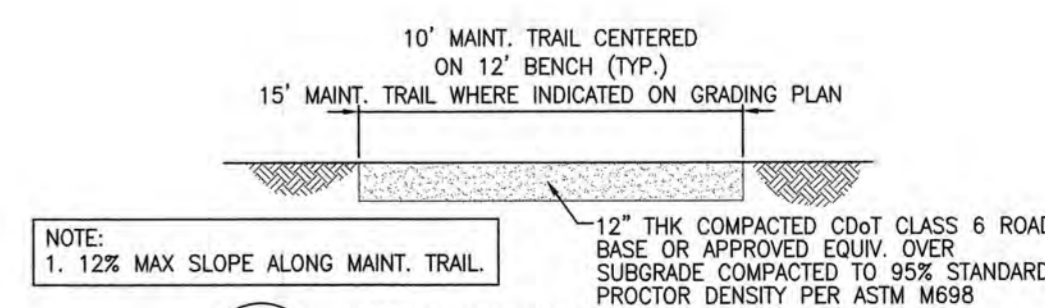 10' MAINT. TRAIL CENTERED
ON 12' BENCH (TYP.)
15' MAINT. TRAIL WHERE INDICATED ON GRADING PLAN
12" THK COMPACTED CDoT CLASS 6 ROAD
BASE OR APPROVED EQUIV. OVER
SUBGRADE COMPACTED TO 95% STANDARD
PROCTOR DENSITY PER ASTM M698
NOTE:
1. 12% MAX SLOPE ALONG MAINT. TRAIL.